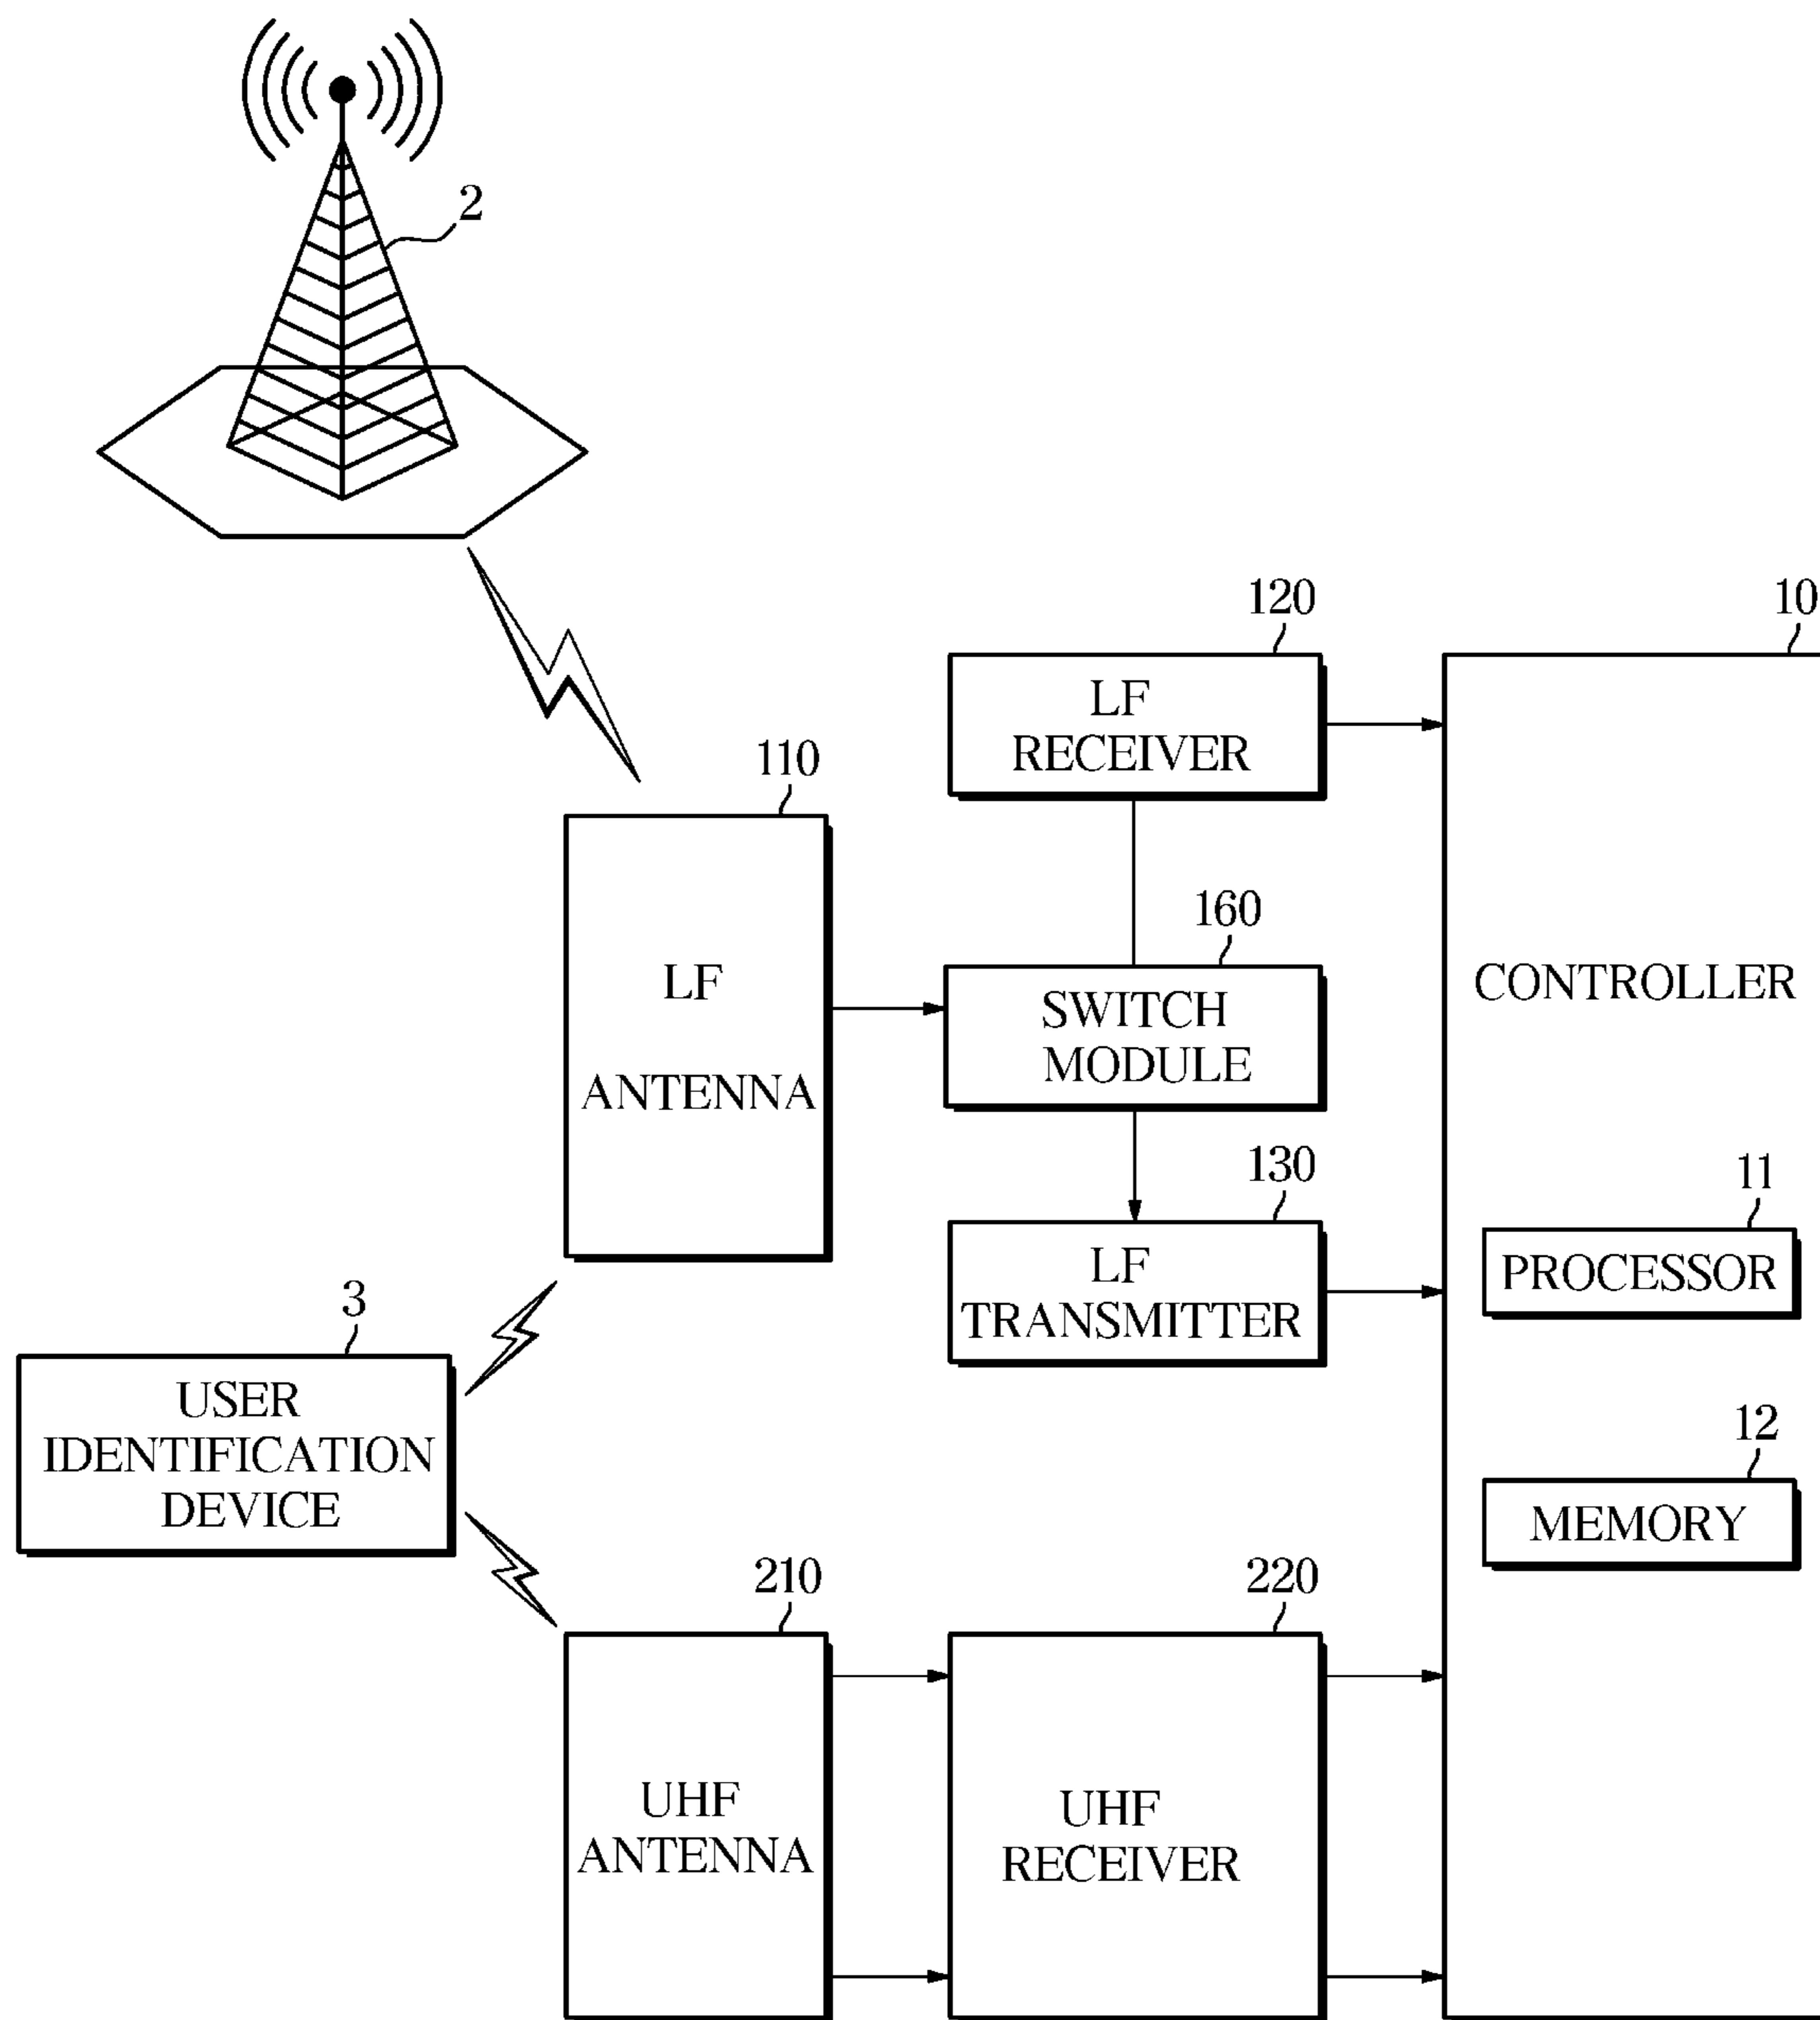 2
120
10
LF
RECEIVER
110
160
LF
ANTENNA
SWITCH
MODULE
CONTROLLER
130
11
LF
TRANSMITTER
PROCESSOR
3
USER
IDENTIFICATION
DEVICE
12
MEMORY
210
220
UHF
ANTENNA
UHF
RECEIVER